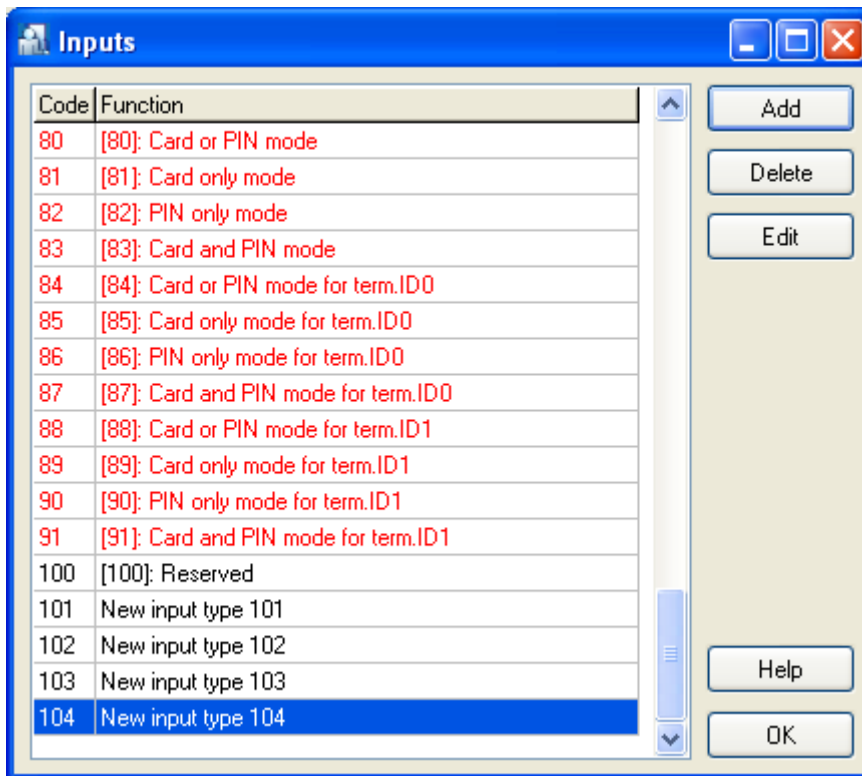 Inputs
Code Function
80 [80]: Card or PIN mode
81 [81]: Card only mode
82 [82]: PIN only mode
83 [83]: Card and PIN mode
84 [84]: Card or PIN mode for term.ID0
85 [85]: Card only mode for term.ID0
86 [86]: PIN only mode for term.ID0
87 [87]: Card and PIN mode for term.ID0
88 [88]: Card or PIN mode for term.ID1
89 [89]: Card only mode for term.ID1
90 [90]: PIN only mode for term.ID1
91 [91]: Card and PIN mode for term.ID1
100 [100]: Reserved
101 New input type 101
102 New input type 102
103 New input type 103
104 New input type 104
Add
Delete
Edit
Help
OK